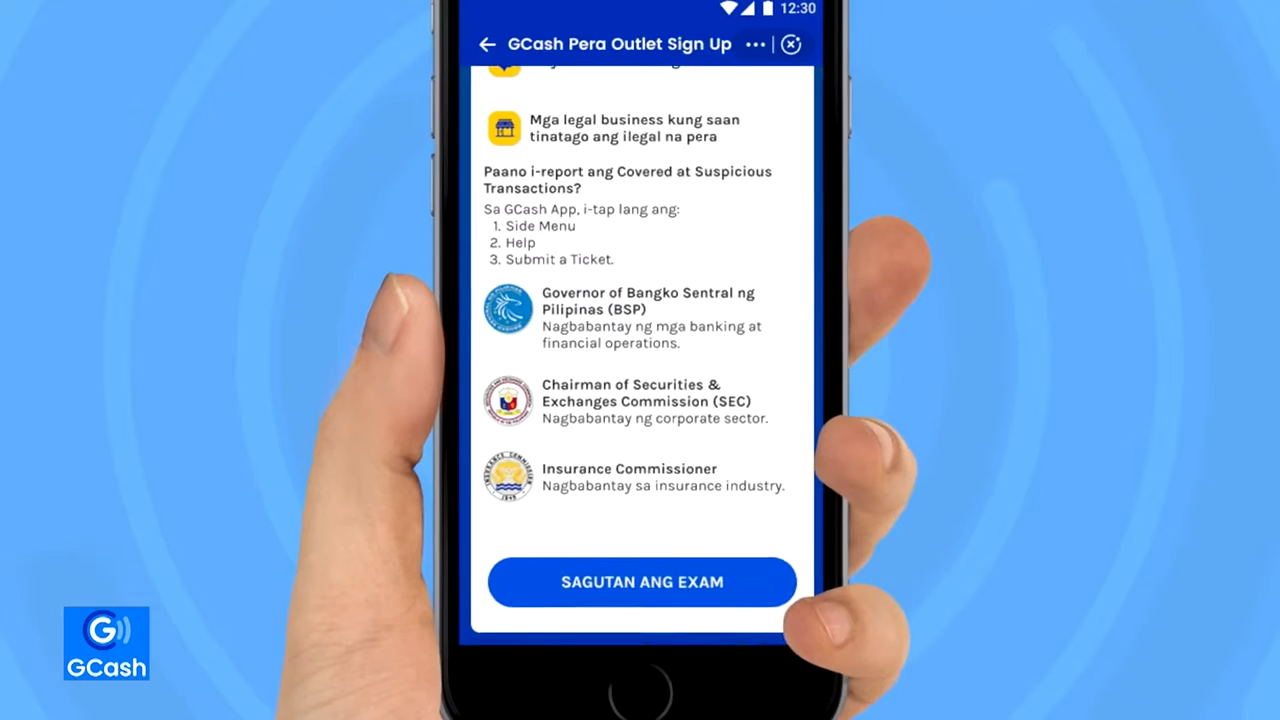 12:30
GCash Pera Outlet Sign Up
Mga legal business kung saan
tinatago ang ilegal na pera
Paano i-report ang Covered at Suspicious
Transactions?
Sa GCash App, i-tap lang ang:
1. Side Menu
2. Help
3. Submit a Ticket.
Governor of Bangko Sentral ng
Pilipinas (BSP)
Nagbabantay ng mga banking at
financial operations.
Chairman of Securities &
Exchanges Commission (SEC)
Nagbabantay ng corporate sector.
INSURANCE COMMISSION
1949
Insurance Commissioner
Nagbabantay sa insurance industry.
SAGUTAN ANG EXAM
GCash